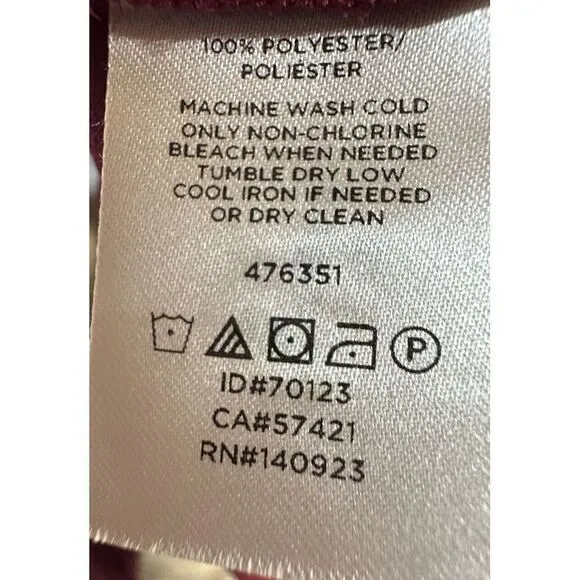 100% POLYESTER/
POLIÉSTER
MACHINE WASH COLD
ONLY NON-CHLORINE
BLEACH WHEN NEEDED
TUMBLE DRY LOW
COOL IRON IF NEEDED
OR DRY CLEAN
476351
P
ID#70123
CA#57421
RN#140923